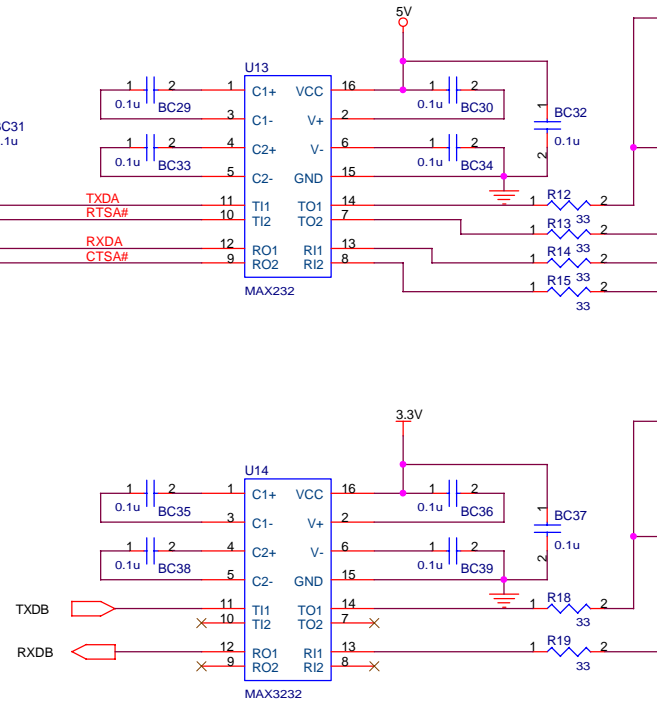 5V
U13
1 2 1 C1+ VCC 16 1 2
0.1u BC29 0.1u BC30
3 C1- V+ 2
1
BC32
0.1u
2
C31
.1u
1 2 4 C2+ V- 6 1 2
0.1u BC33 0.1u BC34
5 C2- GND 15
TXDA 11 TI1 TO1 14 1 R12 2
33
RTSA# 10 TI2 TO2 7 1 R13 2
33
RXDA 12 RO1 RI1 13 1 R14 2
33
CTSA# 9 RO2 RI2 8 1 R15 2
33
MAX232
3.3V
U14
1 2 1 C1+ VCC 16 1 2
0.1u BC35 0.1u BC36
3 C1- V+ 2
1
BC37
0.1u
2
1 2 4 C2+ V- 6 1 2
0.1u BC38 0.1u BC39
5 C2- GND 15
TXDB 11 TI1 TO1 14 1 R18 2
33
10 TI2 TO2 7
RXDB 12 RO1 RI1 13 1 R19 2
33
9 RO2 RI2 8
MAX3232